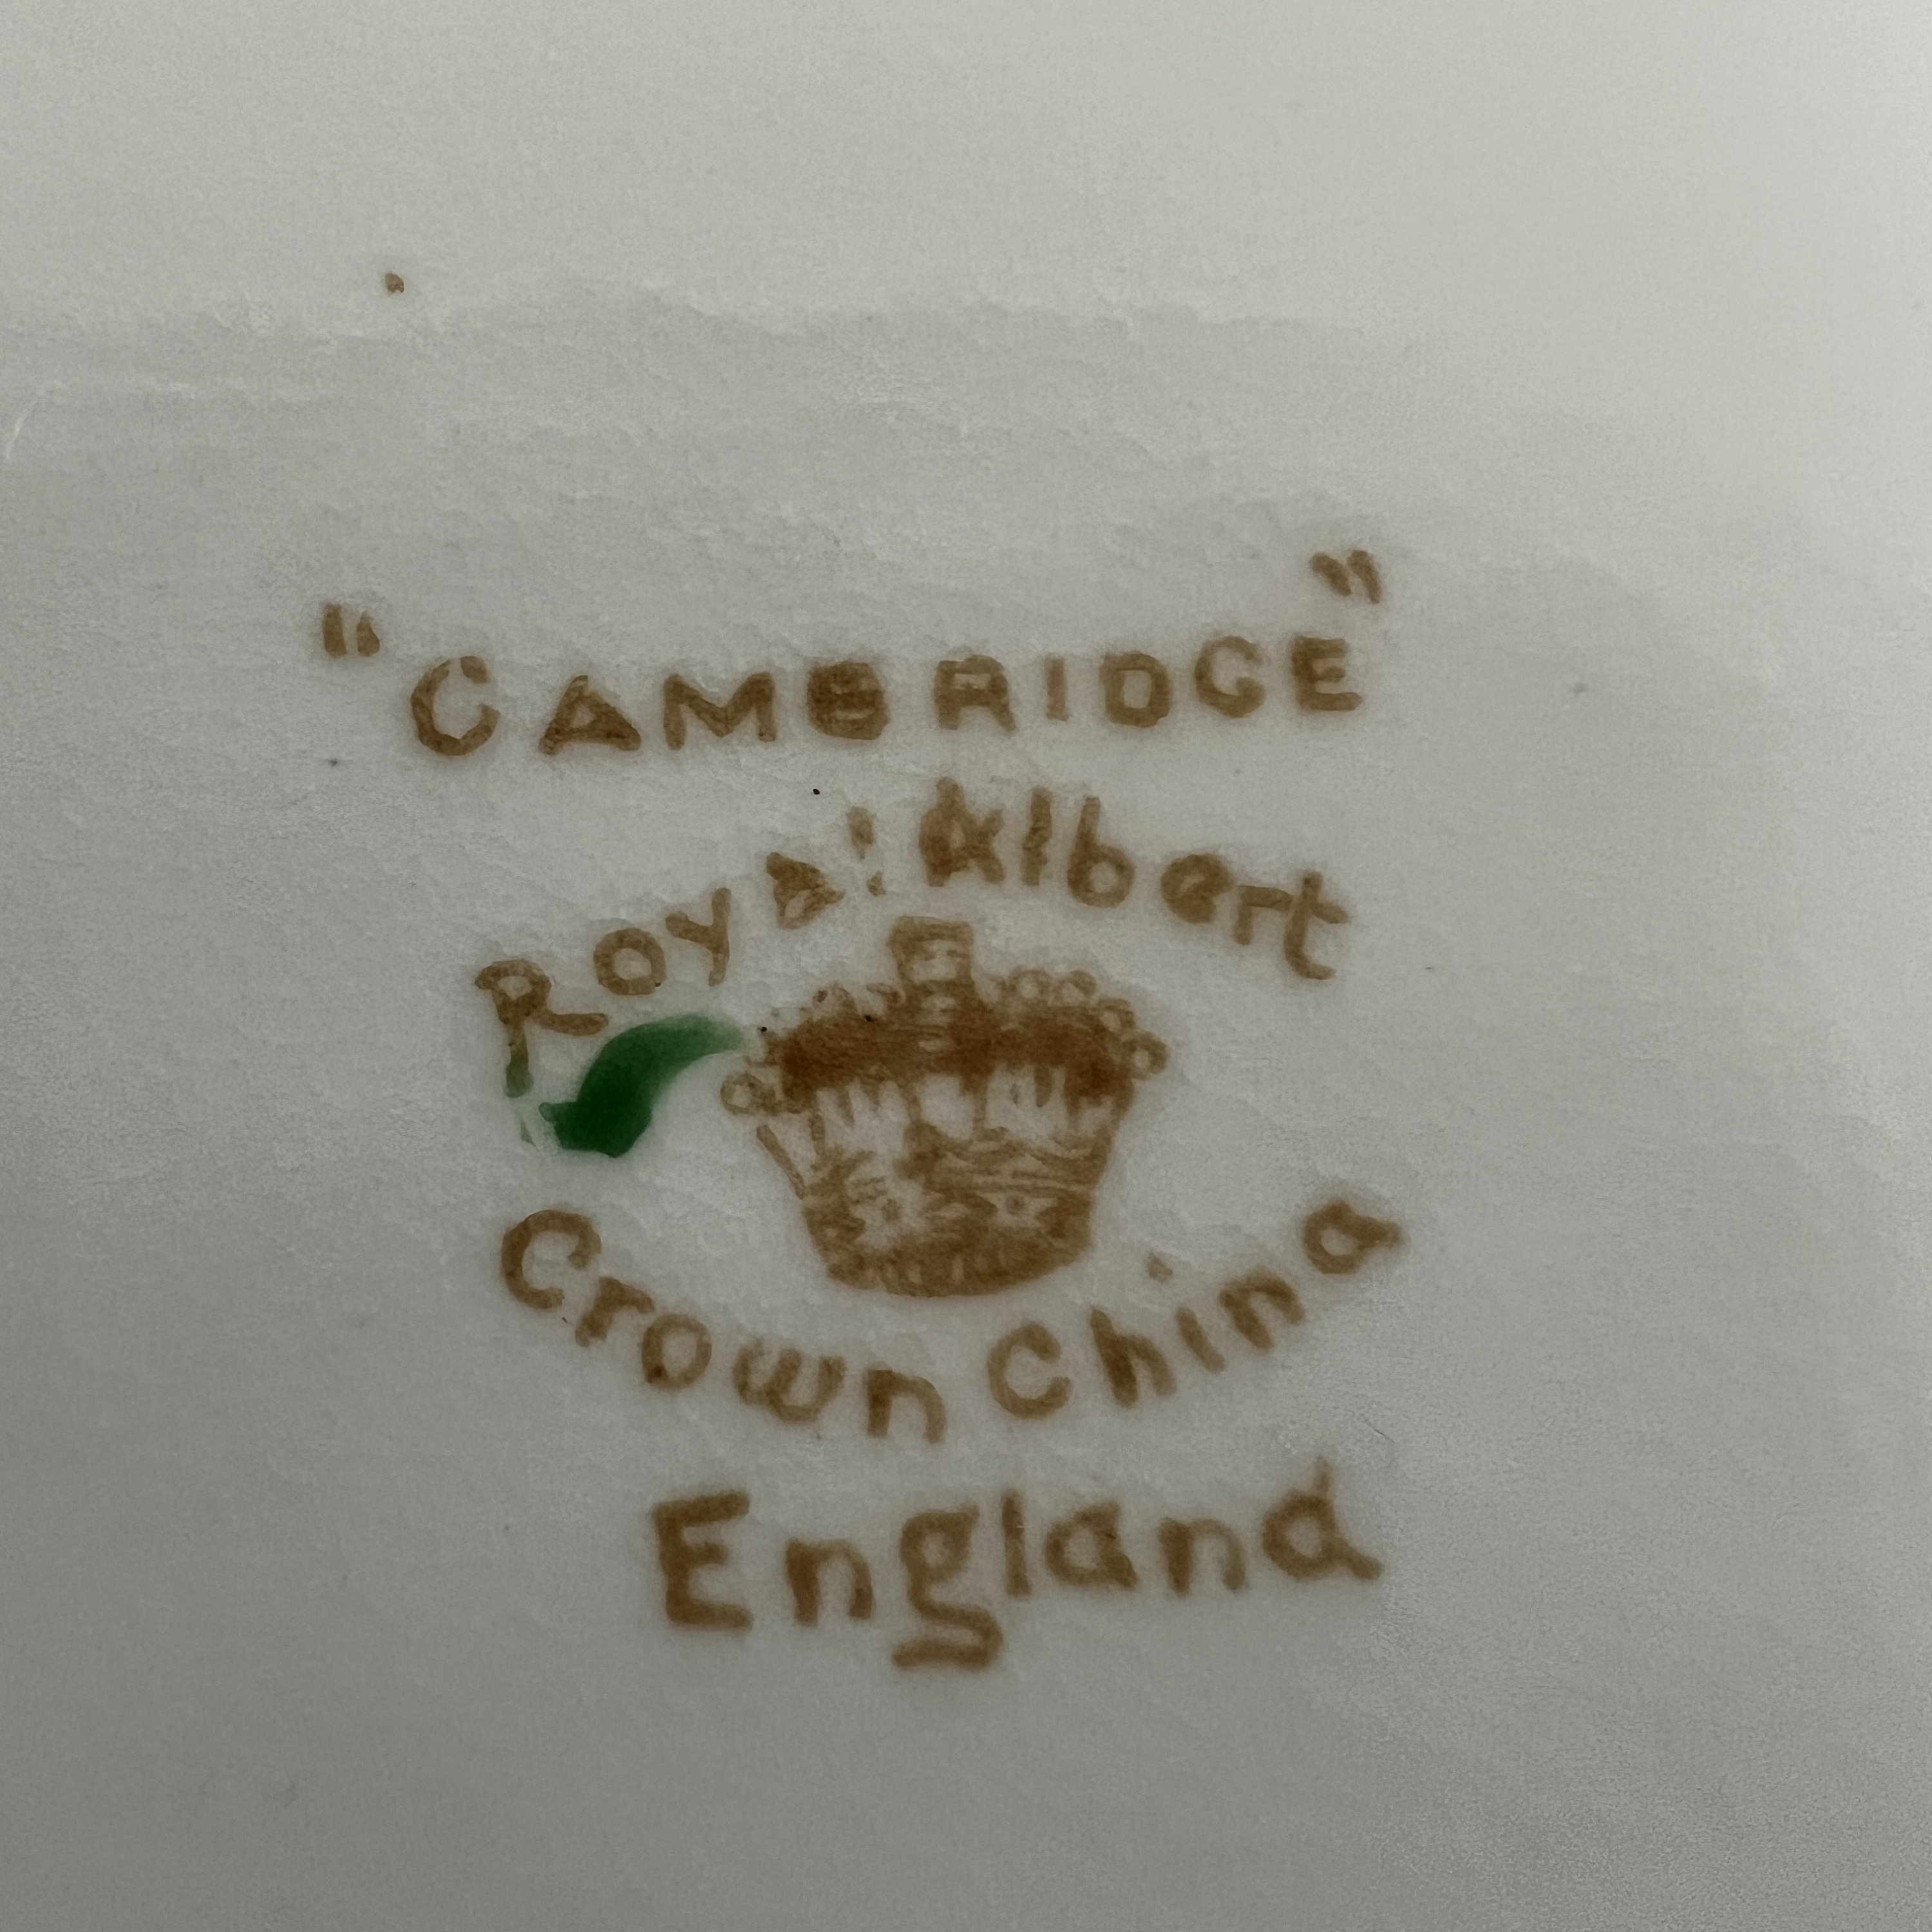 "CAMBRIDGE"
Royal Albert
Crown China
England